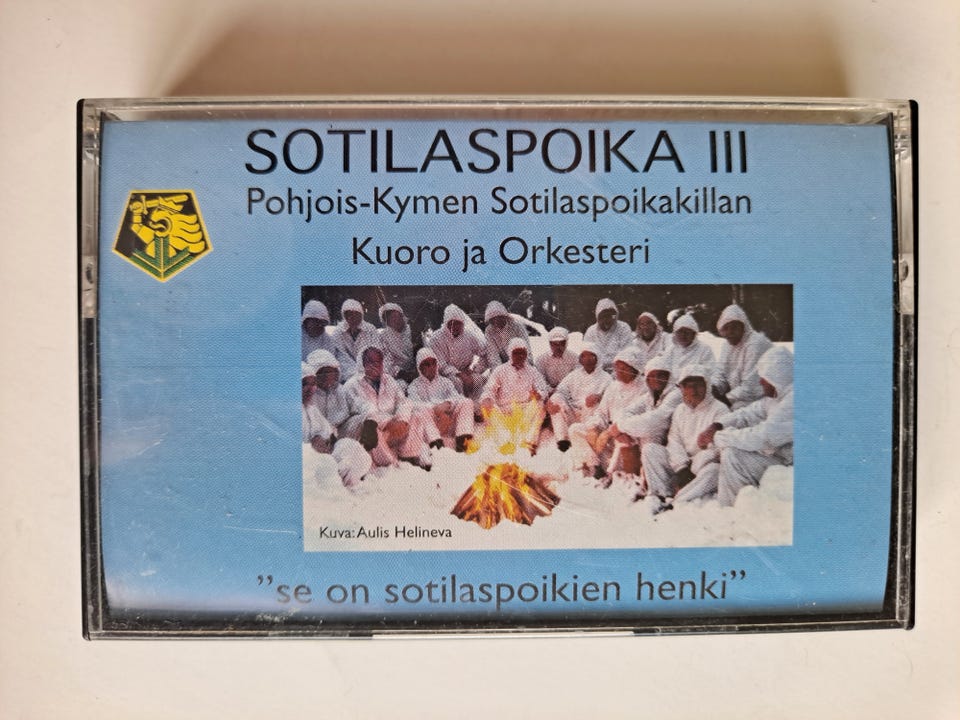 SOTILASPOIKA III
Pohjois-Kymen Sotilaspoikakillan
Kuoro ja Orkesteri
Kuva: Aulis Helineva
”se on sotilaspoikien henki”